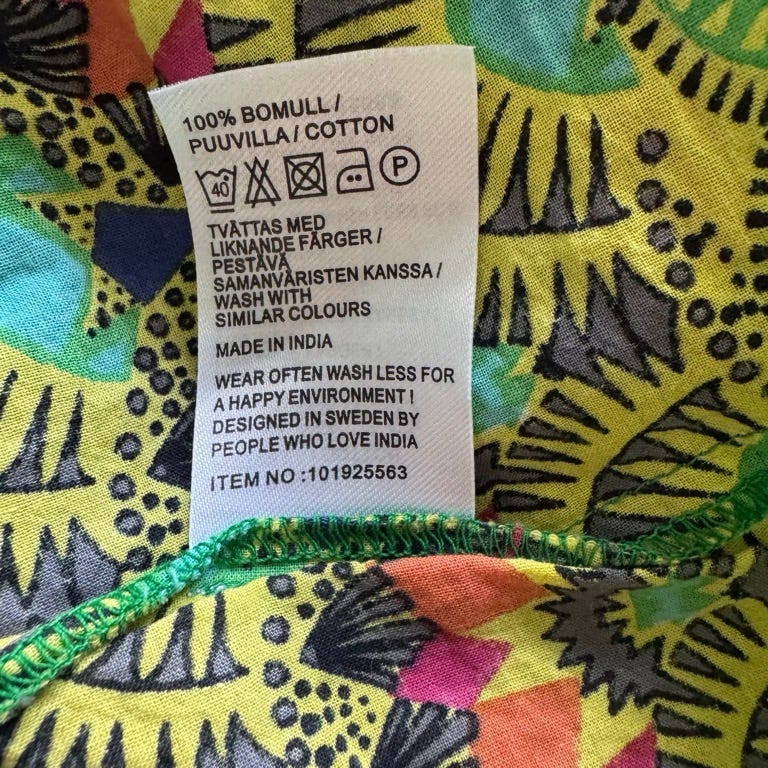 100% BOMULL /
PUUVILLA / COTTON
40° P
TVÄTTAS MED
LIKNANDE FÄRGER /
PESTÄVÄ
SAMANVÄRISTEN KANSSA /
WASH WITH
SIMILAR COLOURS
MADE IN INDIA
WEAR OFTEN WASH LESS FOR
A HAPPY ENVIRONMENT !
DESIGNED IN SWEDEN BY
PEOPLE WHO LOVE INDIA
ITEM NO :101925563